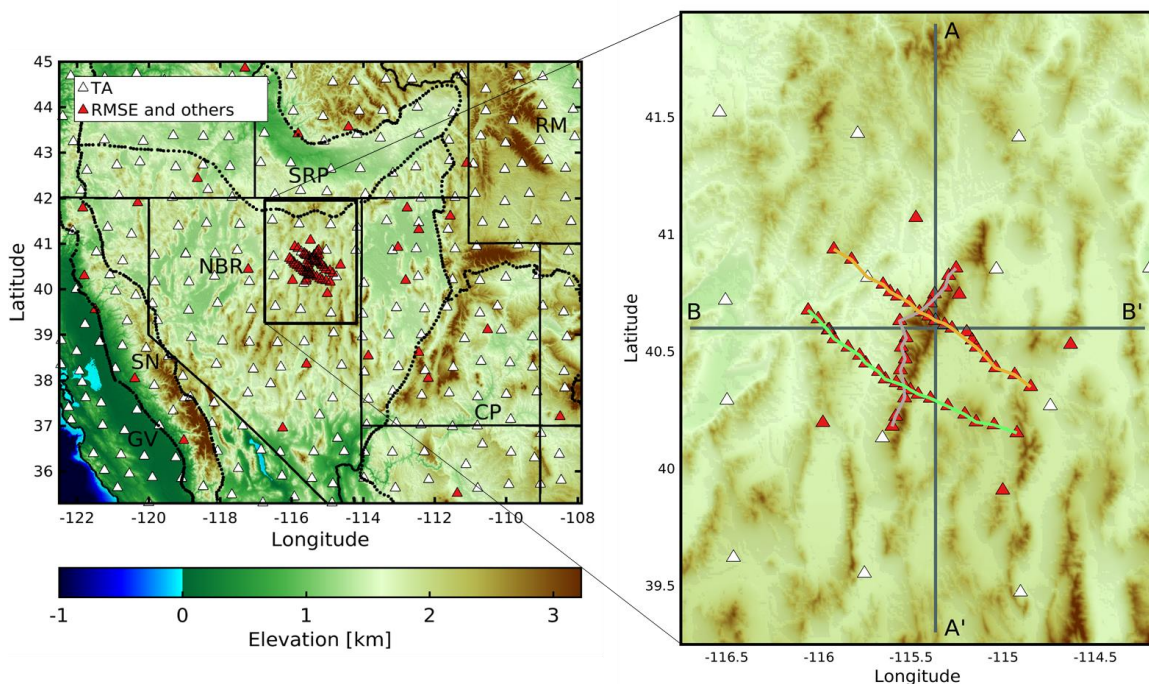 45
44
43
42
41
40
39
38
37
36
Latitude
TA
RMSE and others
RM
SRP
NBR
SN
GV
CP
-122
-120
-118
-116
-114
-112
-110
-108
Longitude
-1
0
1
2
3
Elevation [km]
A
41.5
41
B
B'
40.5
40
39.5
Latitude
A'
-116.5
-116
-115.5
-115
-114.5
Longitude